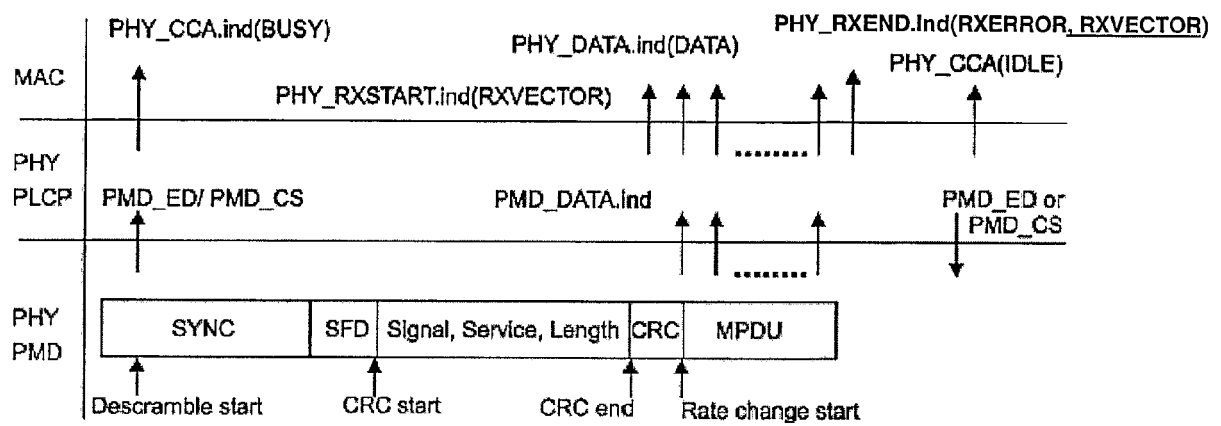 PHY_CCA.ind(BUSY)
PHY_RXEND.ind(RXERROR, RXVECTOR)
PHY_DATA.ind(DATA)
PHY_CCA(IDLE)
MAC
PHY_RXSTART.ind(RXVECTOR)
PHY
PLCP
PMD_ED/ PMD_CS
PMD_DATA.ind
PMD_ED or
PMD_CS
PHY
PMD
SYNC
SFD
Signal, Service, Length
CRC
MPDU
Descramble start
CRC start
CRC end
Rate change start